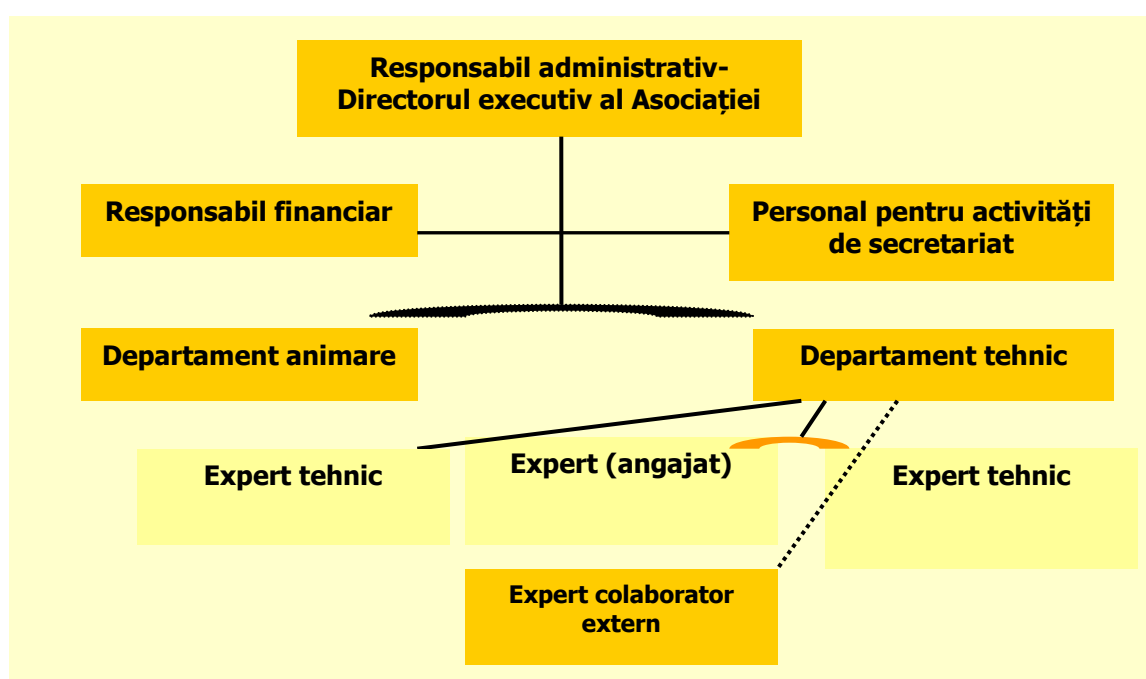 Responsabil administrativ-
Directorul executiv al Asociației
Responsabil financiar
Personal pentru activități
de secretariat
Departament animare
Departament tehnic
Expert tehnic
Expert (angajat)
Expert tehnic
Expert colaborator
extern